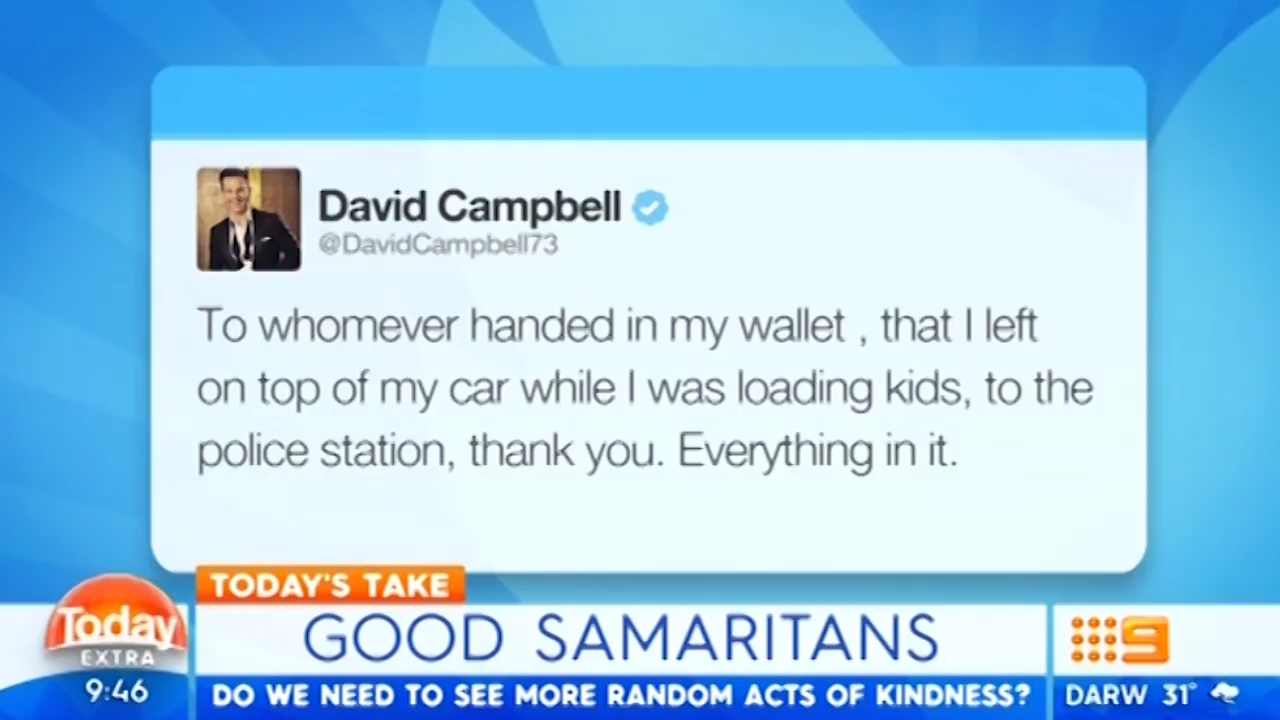 David Campbell
@DavidCampbell73
To whomever handed in my wallet , that I left
on top of my car while I was loading kids, to the
police station, thank you. Everything in it.
TODAY'S TAKE
Today
EXTRA
GOOD SAMARITANS
9
9:46
DO WE NEED TO SEE MORE RANDOM ACTS OF KINDNESS?
DARW 31°